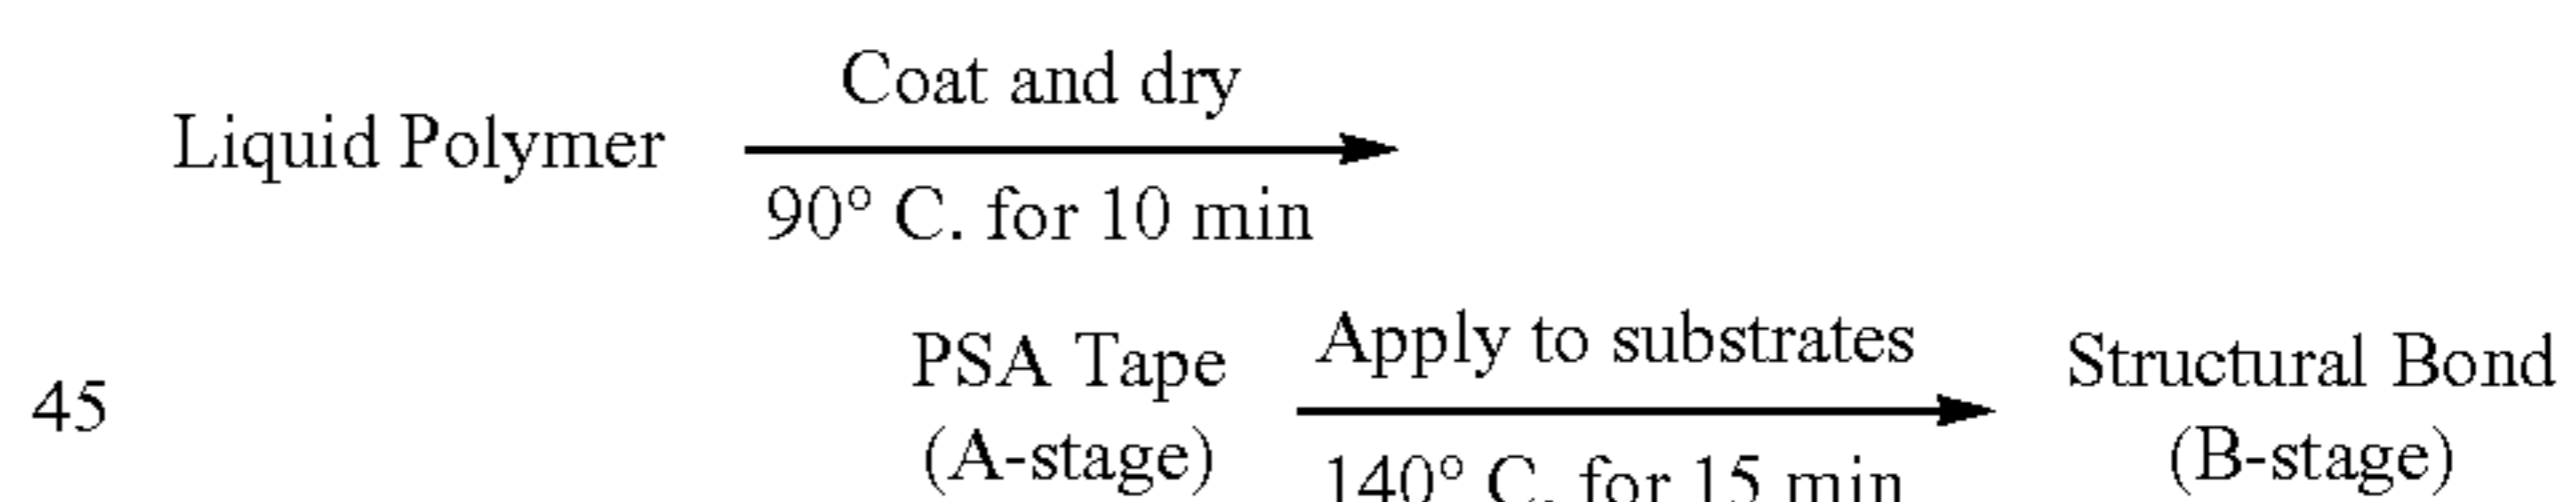 Coat and dry
Liquid Polymer
90° C. for 10 min
PSA Tape
Apply to substrates
Structural Bond
45
(A-stage)
140° C. for 15 min
(B-stage)